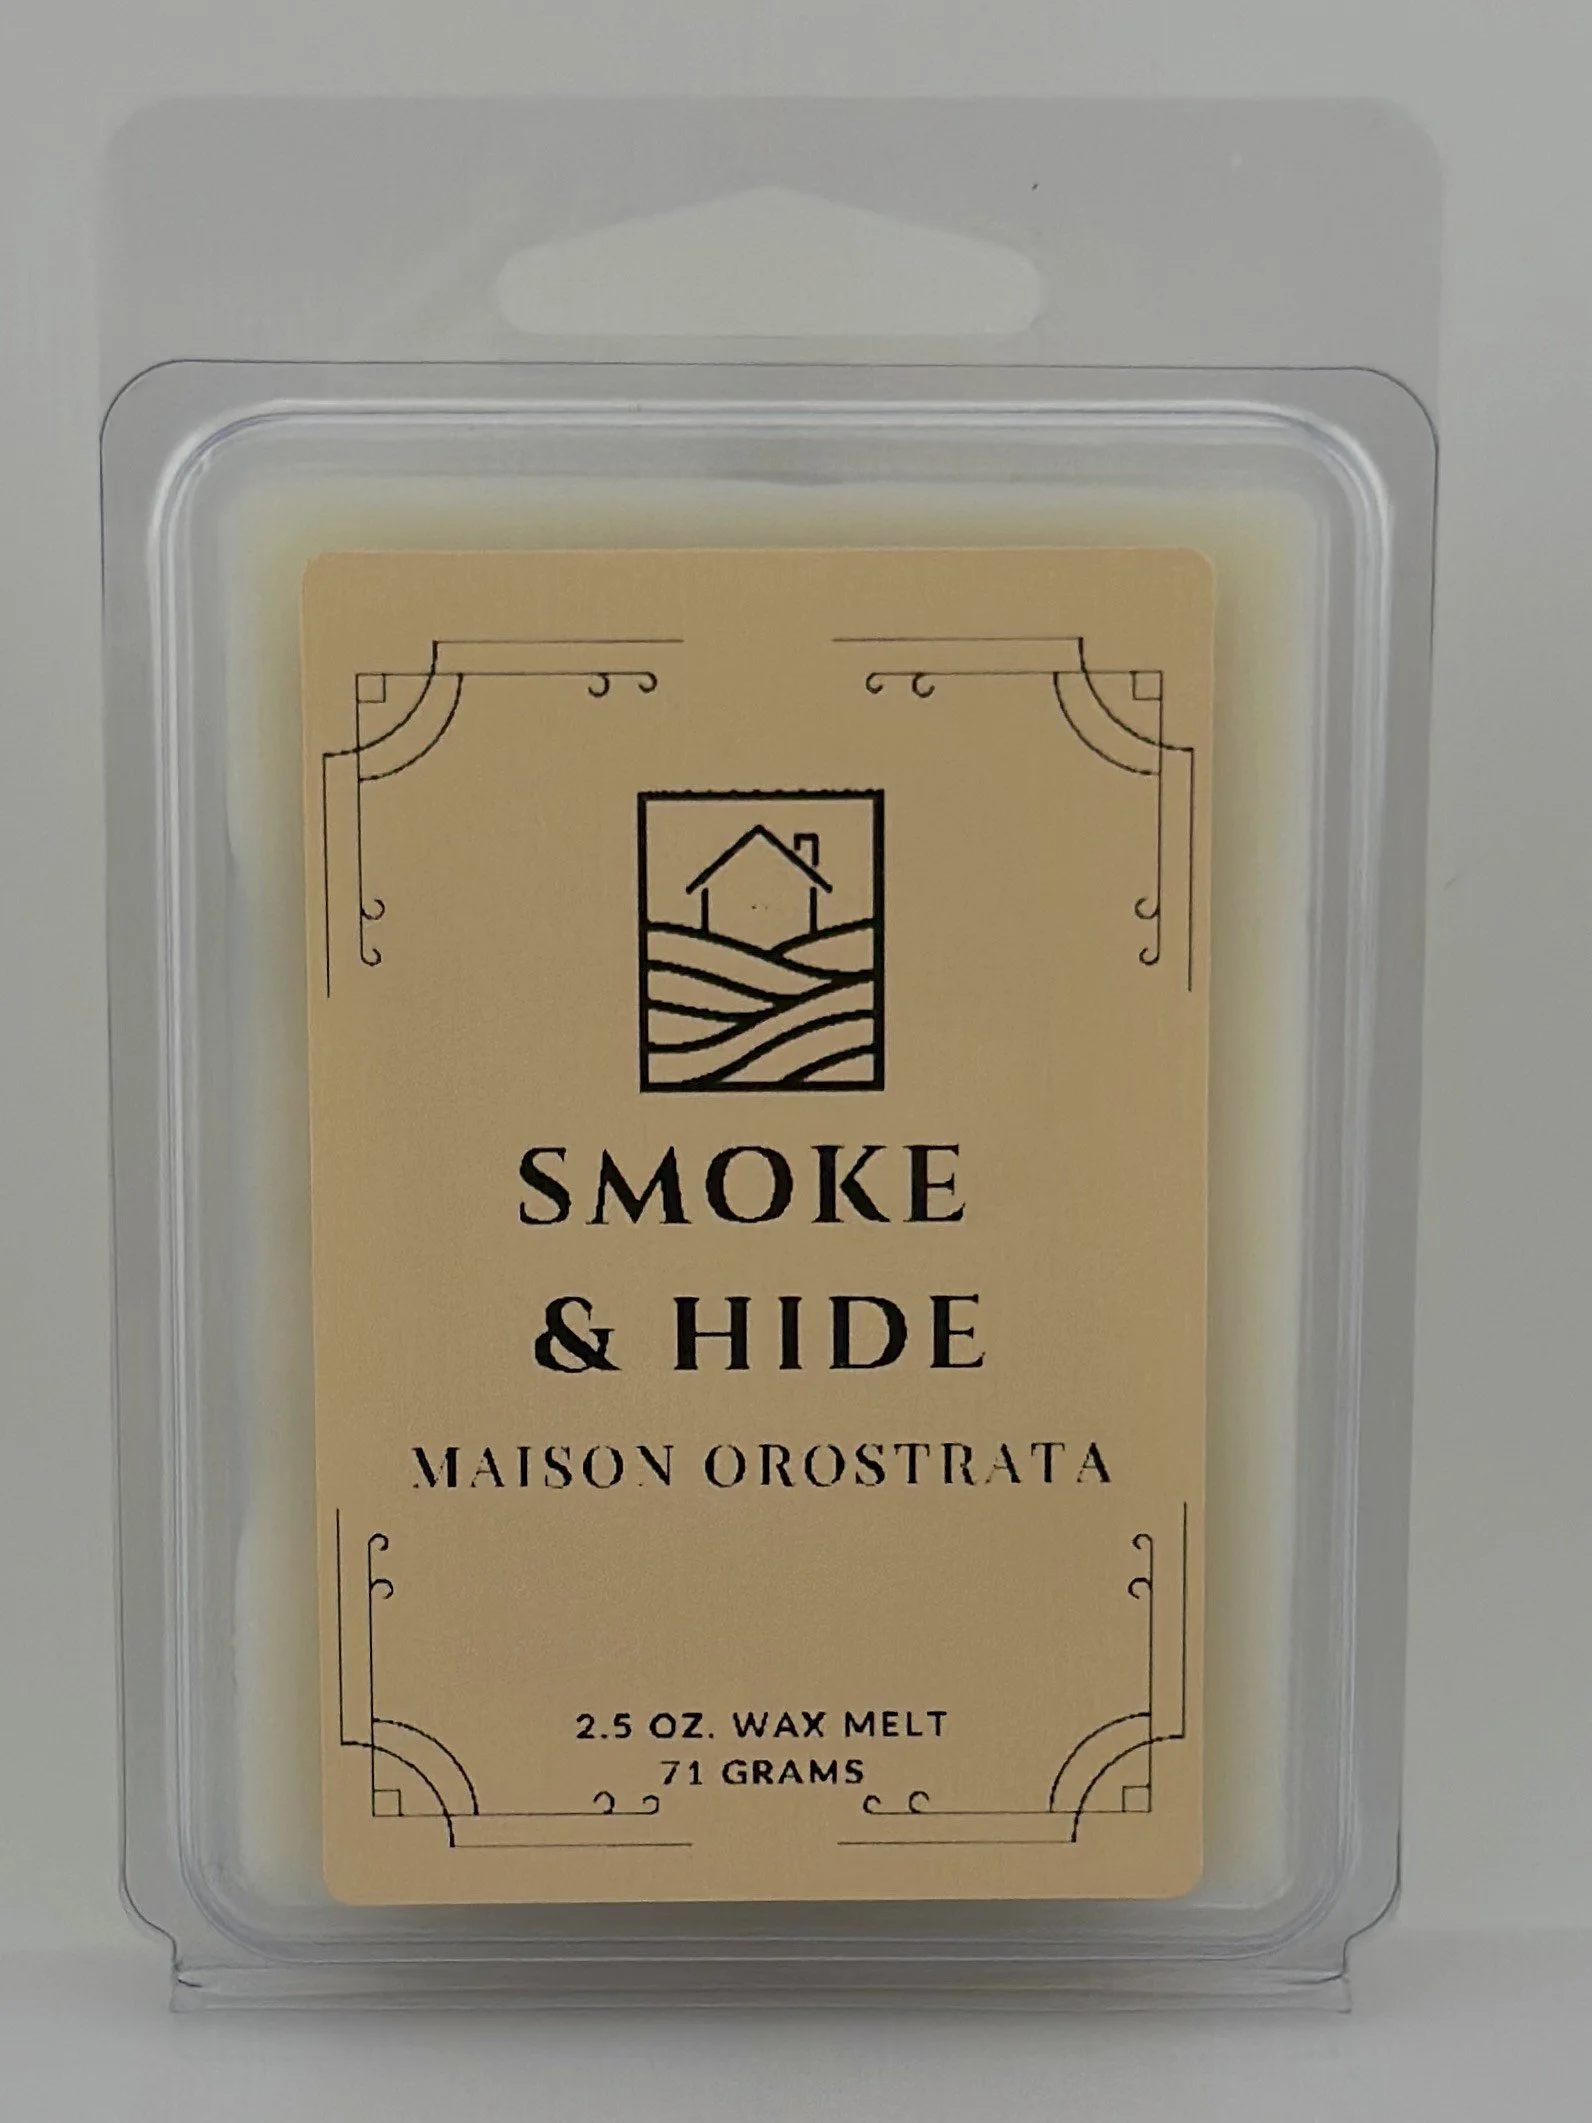 SMOKE
& HIDE
MAISON OROSTRATA
2.5 OZ. WAX MELT
71 GRAMS